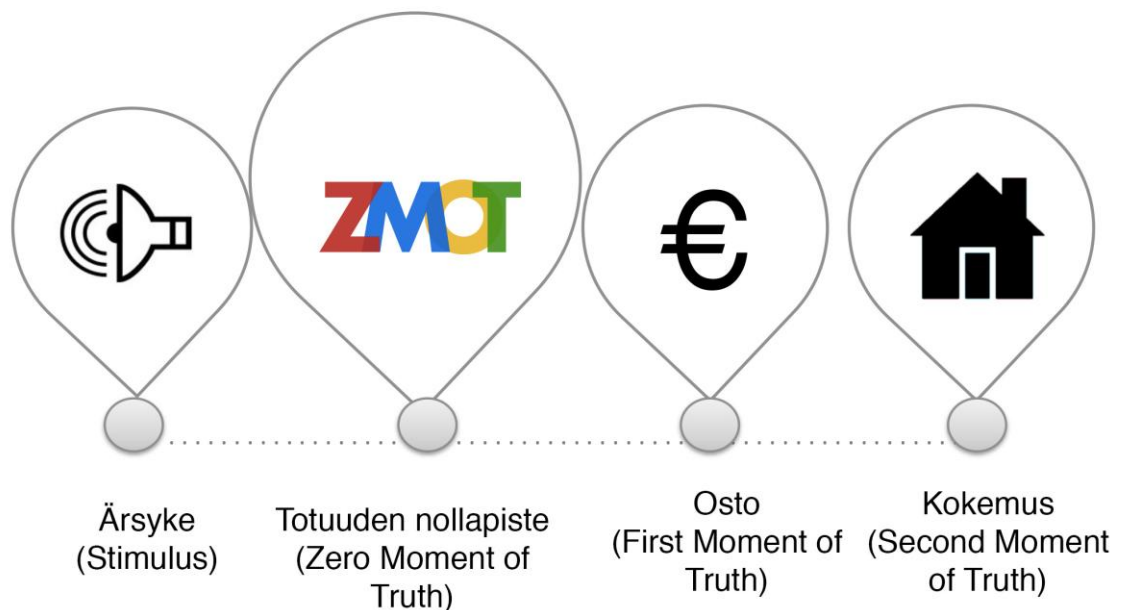 ZMOT
€
Ärsyke
(Stimulus)
Totuuden nollapiste
(Zero Moment of
Truth)
Osto
(First Moment of
Truth)
Kokemus
(Second Moment
of Truth)